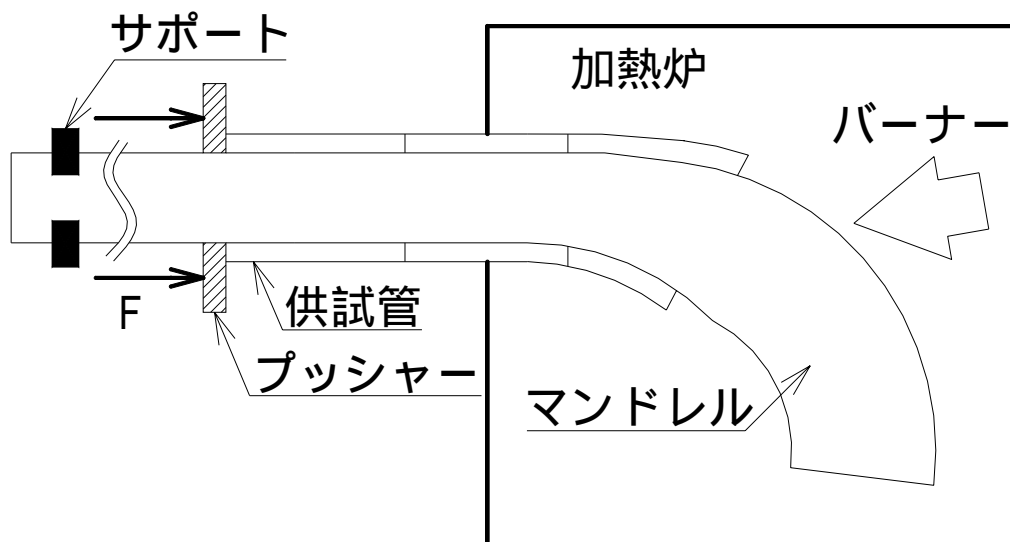 サポート
加熱炉
バーナー
F
供試管
プッシャー
マンドレル